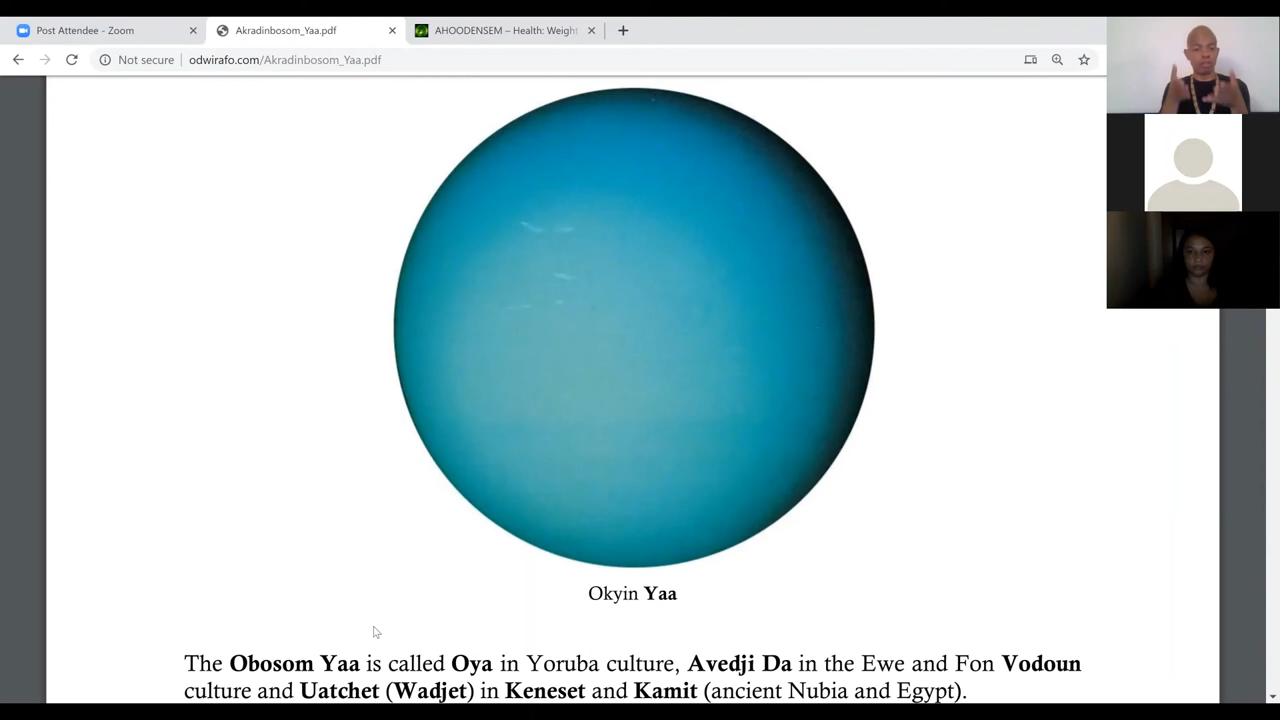 Post Attendee - Zoom
Akradinbosom_Yaa.pdf
AHOODENSEM – Health: Weight
Not secure
odwirafo.com/Akradinbosom_Yaa.pdf
Okyin Yaa
The Obosom Yaa is called Oya in Yoruba culture, Avedji Da in the Ewe and Fon Vodoun
culture and Uatchet (Wadjet) in Keneset and Kamit (ancient Nubia and Egypt).